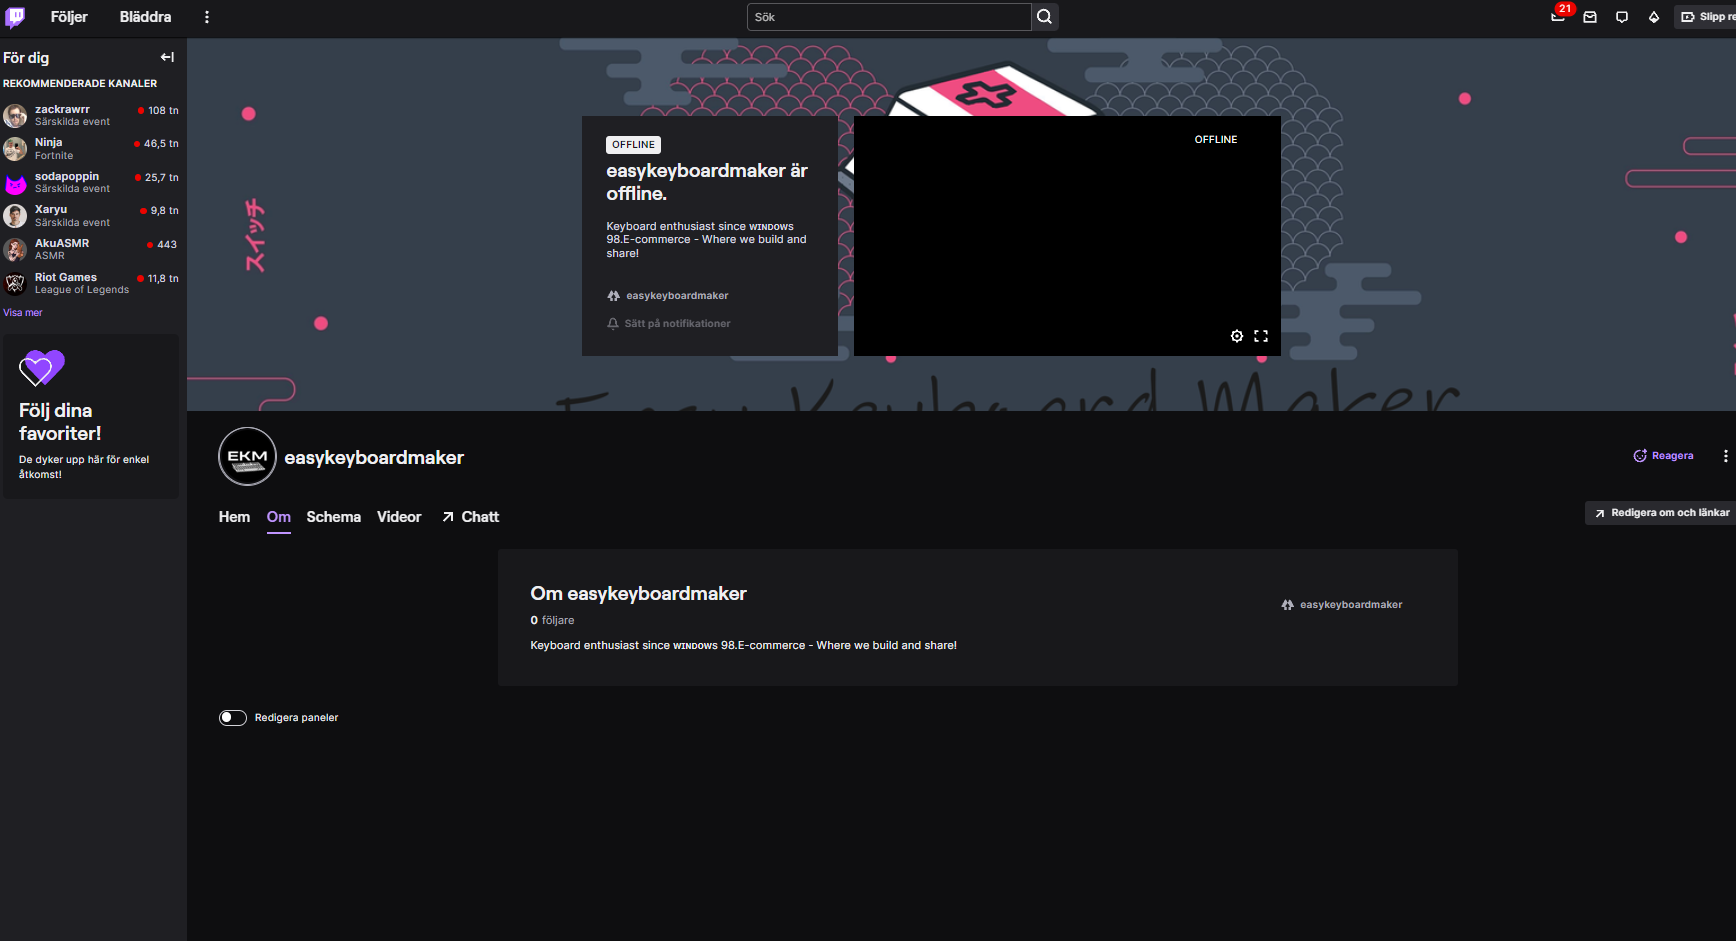 Följer
Bläddra
Sök
21
Slipp re
För dig
REKOMMENDERADE KANALER
zackrawrr
108 tn
Särskilda event
Ninja
46,5 tn
Fortnite
sodapoppin
25,7 tn
Särskilda event
Xaryu
9,8 tn
Särskilda event
AkuASMR
443
ASMR
Riot Games
11,8 tn
League of Legends
Visa mer
Följ dina
favoriter!
De dyker upp här för enkel
åtkomst!
スイッチ
OFFLINE
easykeyboardmaker är
offline.
Keyboard enthusiast since ᴡɪɴᴅᴏᴡs
98.E-commerce - Where we build and
share!
easykeyboardmaker
Sätt på notifikationer
OFFLINE
Easy Keyboard Maker
EKM
easykeyboardmaker
Reagera
Hem
Om
Schema
Videor
Chatt
Redigera om och länkar
Om easykeyboardmaker
0 följare
Keyboard enthusiast since ᴡɪɴᴅᴏᴡs 98.E-commerce - Where we build and share!
easykeyboardmaker
Redigera paneler